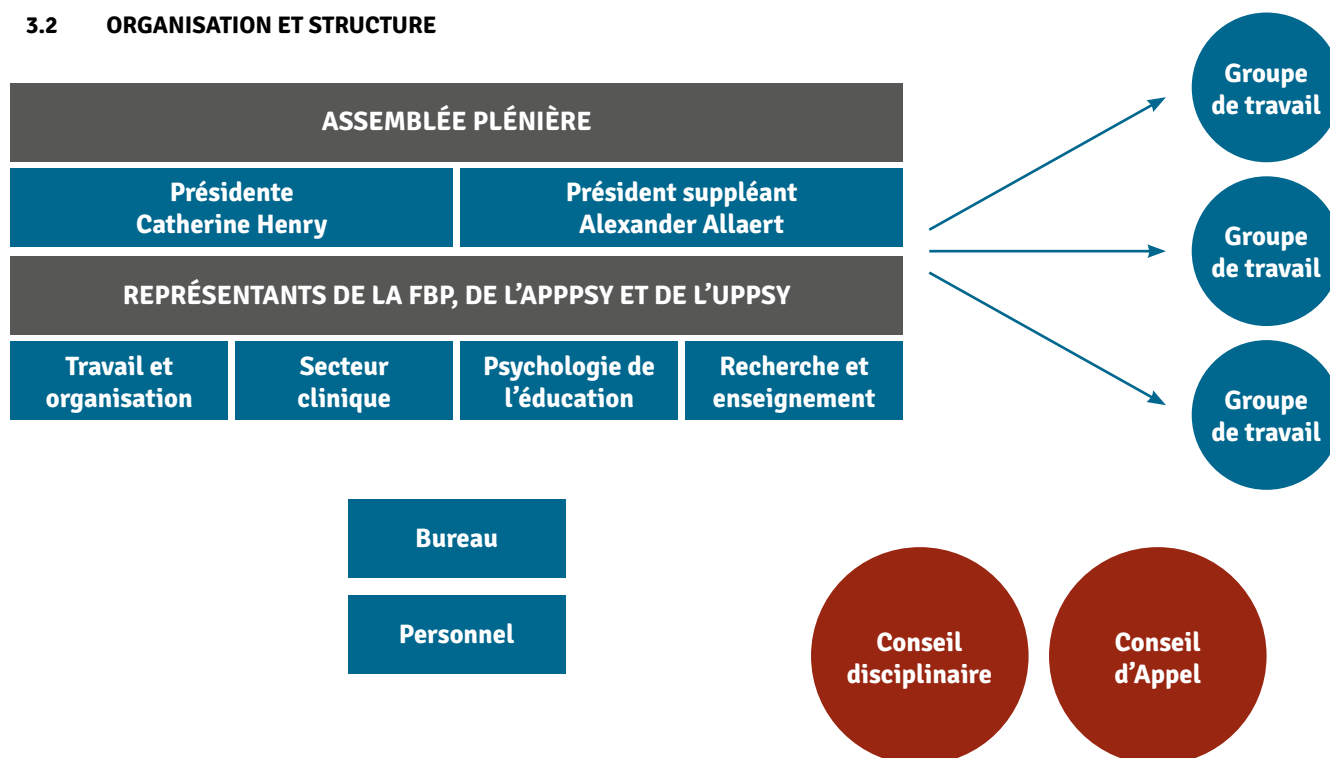 3.2 ORGANISATION ET STRUCTURE
ASSEMBLÉE PLÉNIÈRE
Présidente
Catherine Henry
Président suppléant
Alexander Allaert
REPRÉSENTANTS DE LA FBP, DE L’APPPSY ET DE L’UPPSY
Travail et
organisation
Secteur
clinique
Psychologie de
l’éducation
Recherche et
enseignement
Groupe
de travail
Groupe
de travail
Groupe
de travail
Bureau
Personnel
Conseil
disciplinaire
Conseil
d’Appel